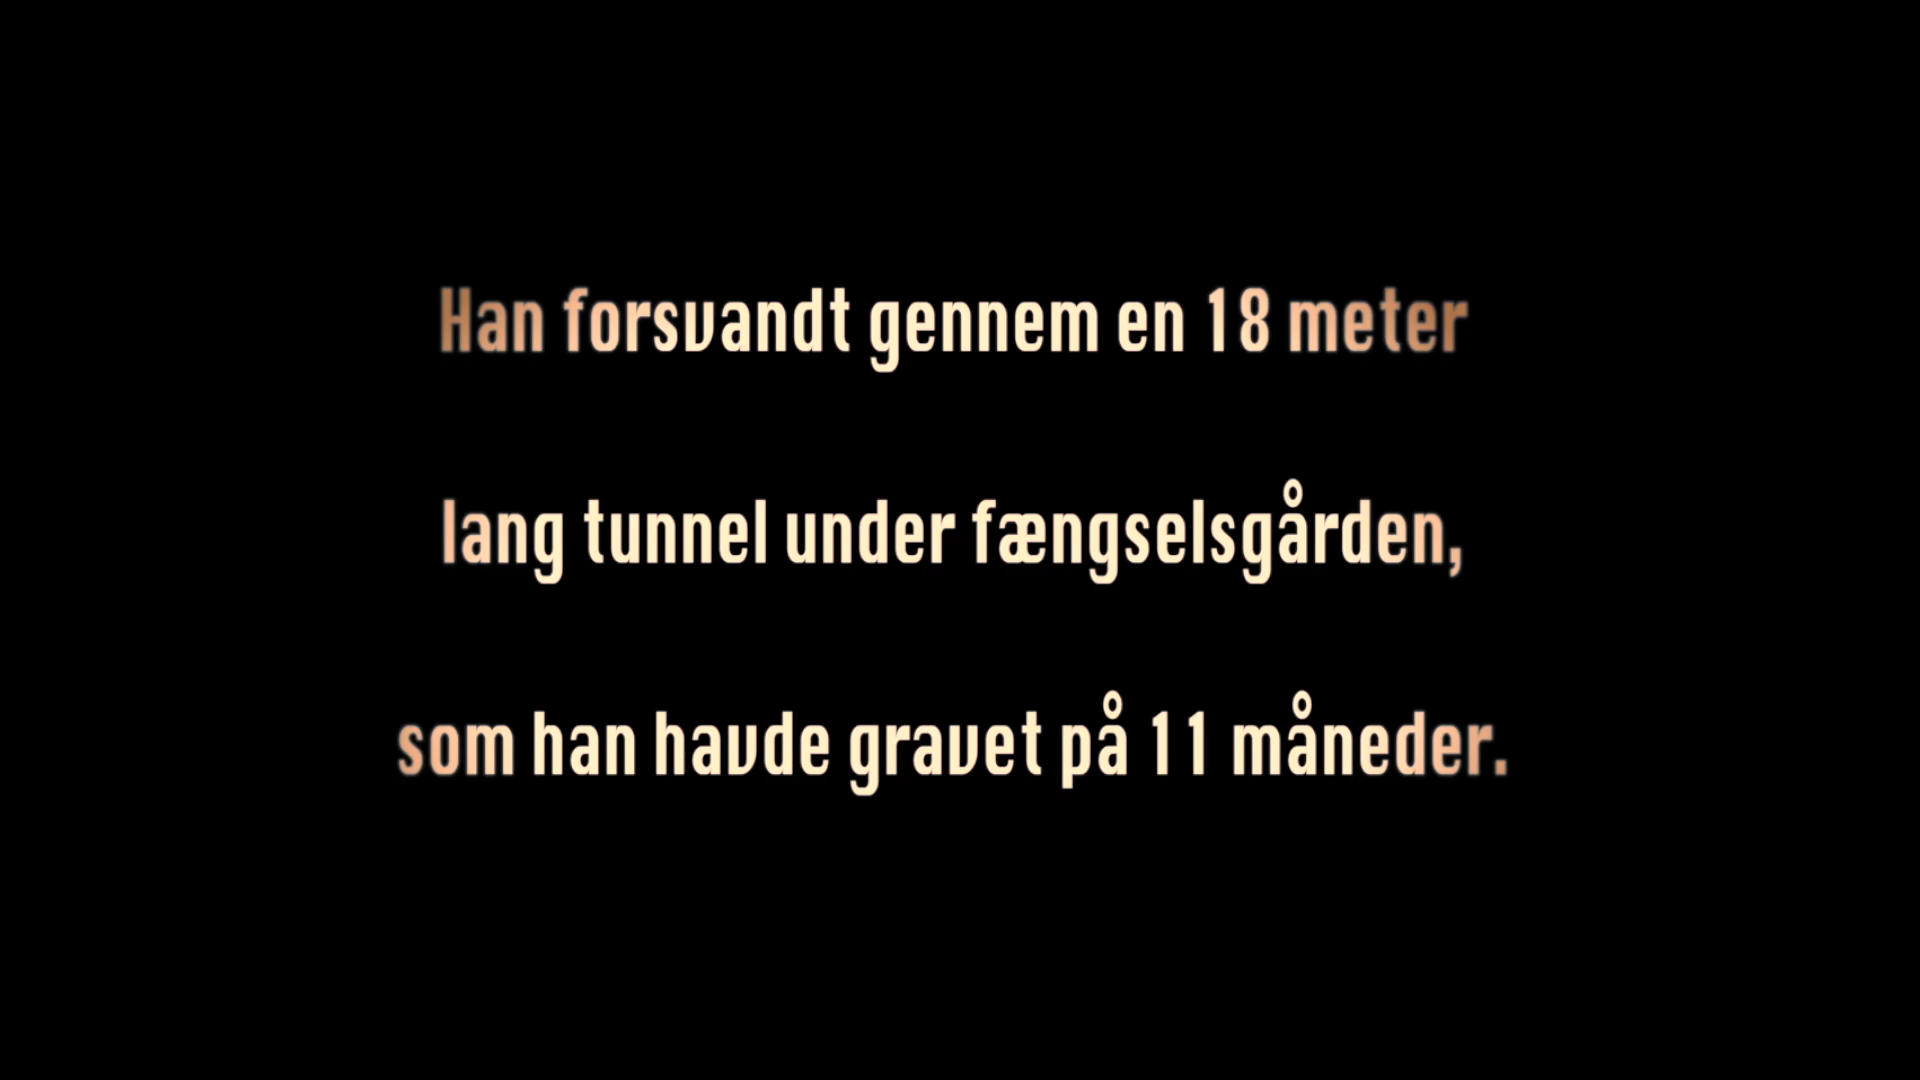 Han forsvandt gennem en 18 meter
lang tunnel under fængselsgården,
som han havde gravet på 11 måneder.